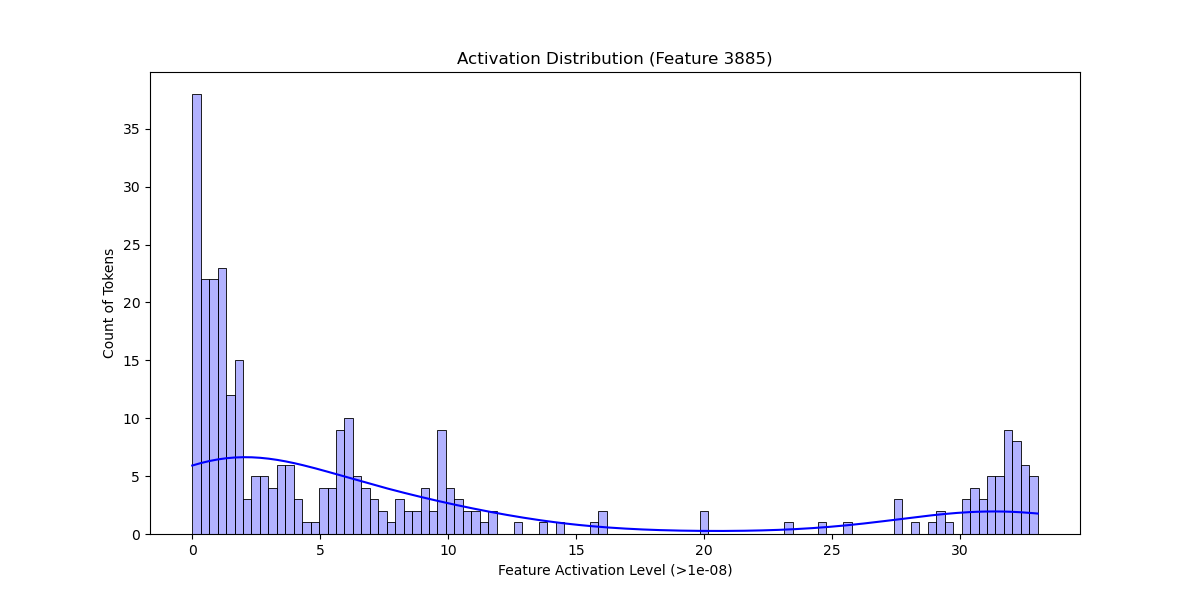 Activation Distribution (Feature 3885)
Count of Tokens
35
30
25
20
15
10
5
0
0 5 10 15 20 25 30
Feature Activation Level (>1e-08)